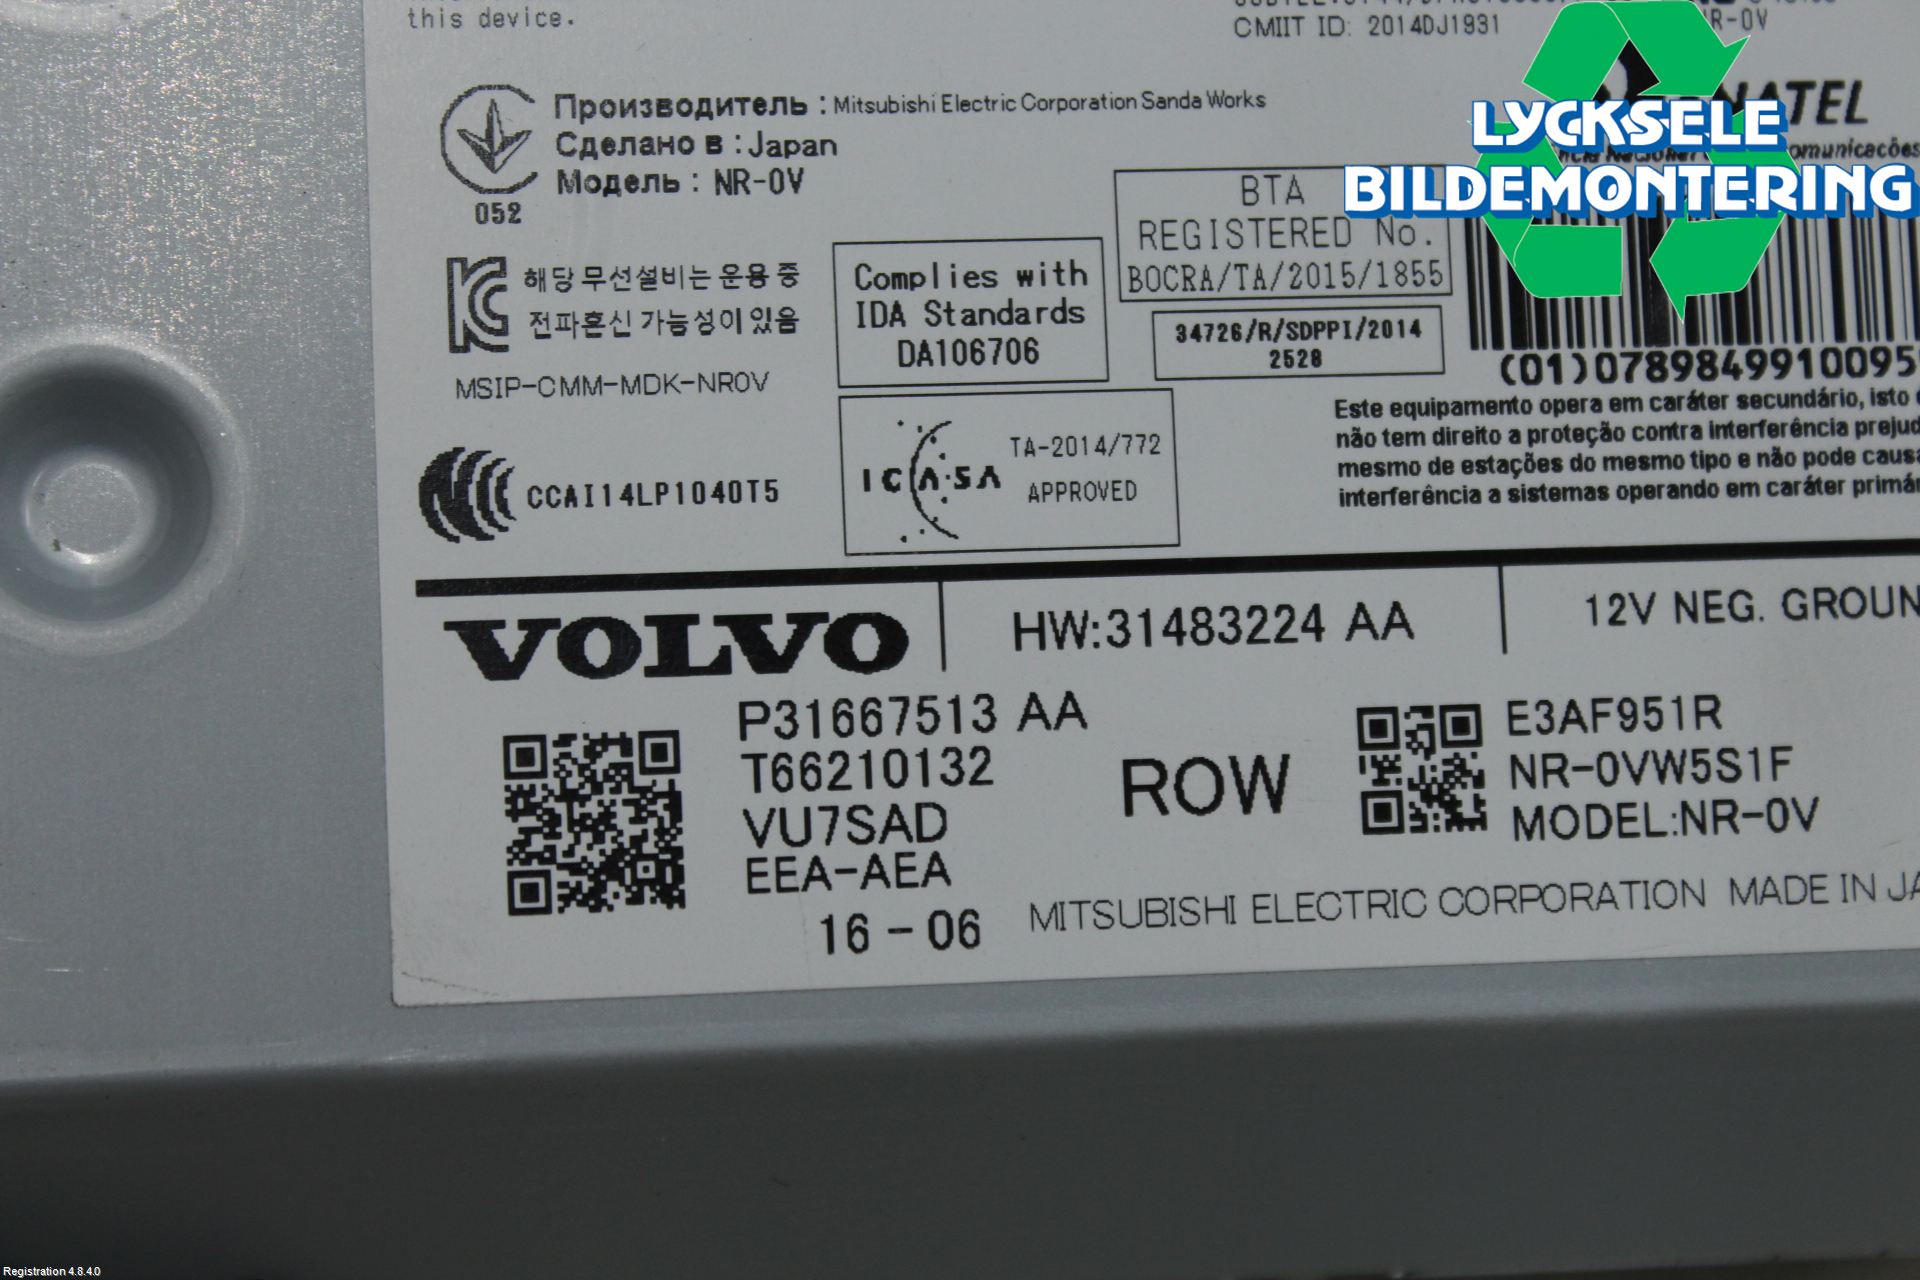 this device.
CMIIT ID: 2014DJ1931
R-0V
Производитель : Mitsubishi Electric Corporation Sanda Works
Сделано в : Japan
Модель : NR-0V
052
NATEL
LYCKSELE
BILDEMONTERING
BTA
REGISTERED No.
BOCRA/TA/2015/1855
해당 무선설비는 운용 중
전파혼신 가능성이 있음
MSIP-CMM-MDK-NR0V
Complies with
IDA Standards
DA106706
34726/R/SDPPI/2014
2528
(01)0789849910095
Este equipamento opera em caráter secundário, isto
não tem direito a proteção contra interferência prejud
mesmo de estações do mesmo tipo e não pode causa
interferência a sistemas operando em caráter primár
CCAI14LP1040T5
ICASA
TA-2014/772
APPROVED
VOLVO
HW:31483224 AA
12V NEG. GROUN
P31667513 AA
T66210132
VU7SAD
EEA-AEA
16-06
ROW
E3AF951R
NR-0VW5S1F
MODEL:NR-0V
MITSUBISHI ELECTRIC CORPORATION MADE IN JA
Registration 4.8.4.0